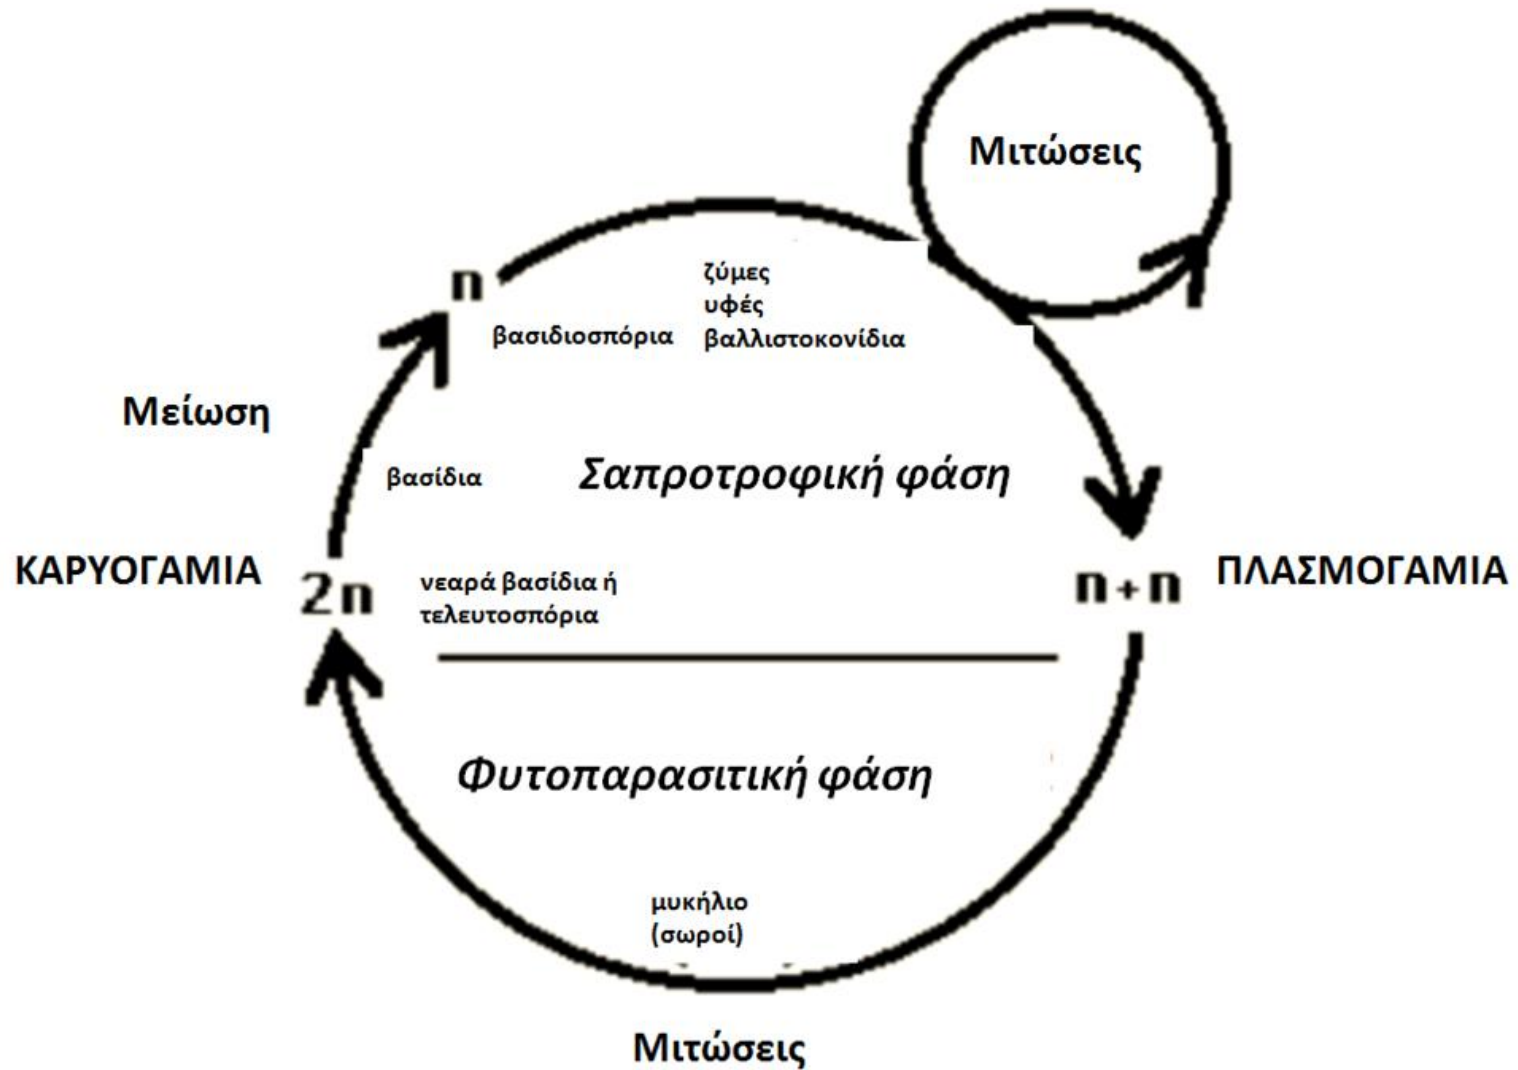 Μιτώσεις
n
ζύμες
υφές
βασιδιοσπόρια
βαλλιστοκονίδια
Μείωση
βασίδια
Σαπροτροφική φάση
ΚΑΡΥΟΓΑΜΙΑ
2n
νεαρά βασίδια ή
τελευτοσπόρια
n+n
ΠΛΑΣΜΟΓΑΜΙΑ
Φυτοπαρασιτική φάση
μυκήλιο
(σωροί)
Μιτώσεις